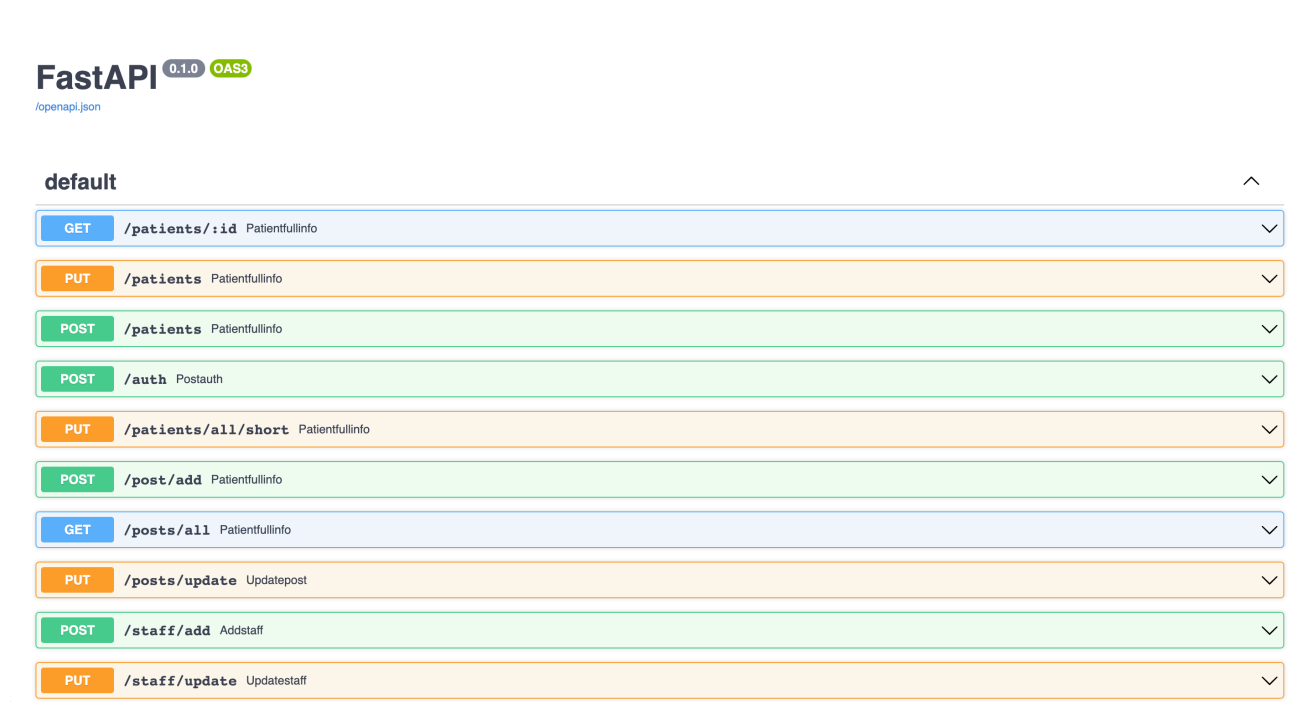 FastAPI 0.1.0 OAS3
/openapi.json
default
GET /patients/:id Patientfullinfo
PUT /patients Patientfullinfo
POST /patients Patientfullinfo
POST /auth Postauth
PUT /patients/all/short Patientfullinfo
POST /post/add Patientfullinfo
GET /posts/all Patientfullinfo
PUT /posts/update Updatepost
POST /staff/add Addstaff
PUT /staff/update Updatestaff